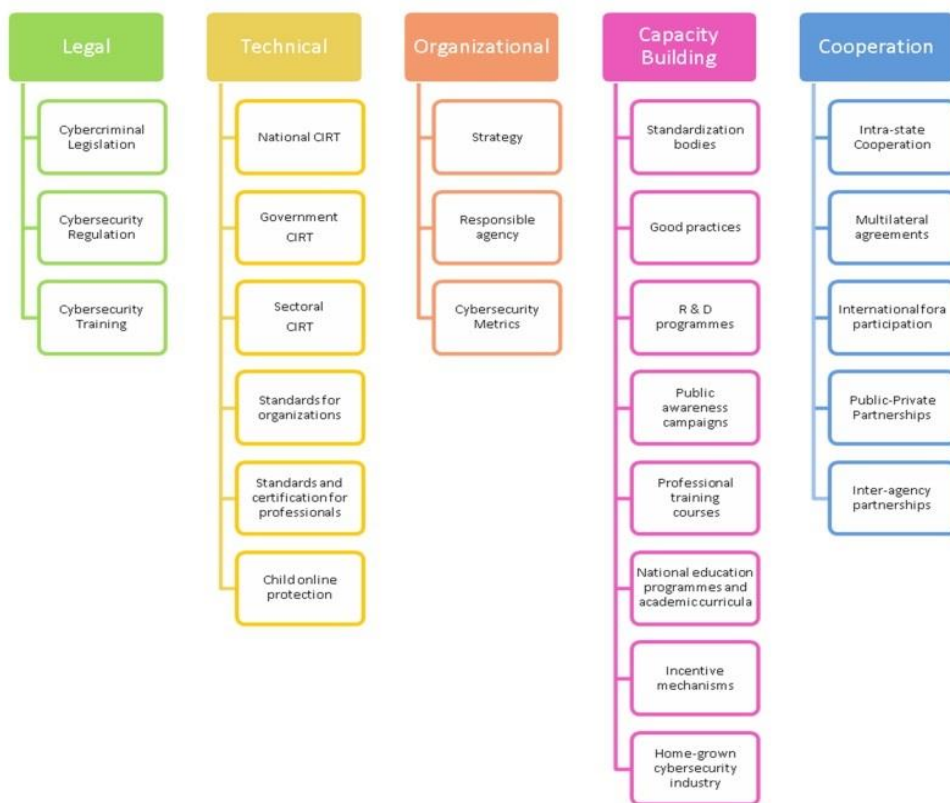 Legal
Cybercriminal
Legislation
Cybersecurity
Regulation
Cybersecurity
Training
Technical
National CIRT
Government
CIRT
Sectoral
CIRT
Standards for
organizations
Standards and
certification for
professionals
Child online
protection
Organizational
Strategy
Responsible
agency
Cybersecurity
Metrics
Capacity
Building
Standardization
bodies
Good practices
R & D
programmes
Public
awareness
campaigns
Professional
training
courses
National education
programmes and
academic curricula
Incentive
mechanisms
Home-grown
cybersecurity
industry
Cooperation
Intra-state
Cooperation
Multilateral
agreements
International fora
participation
Public-Private
Partnerships
Inter-agency
partnerships